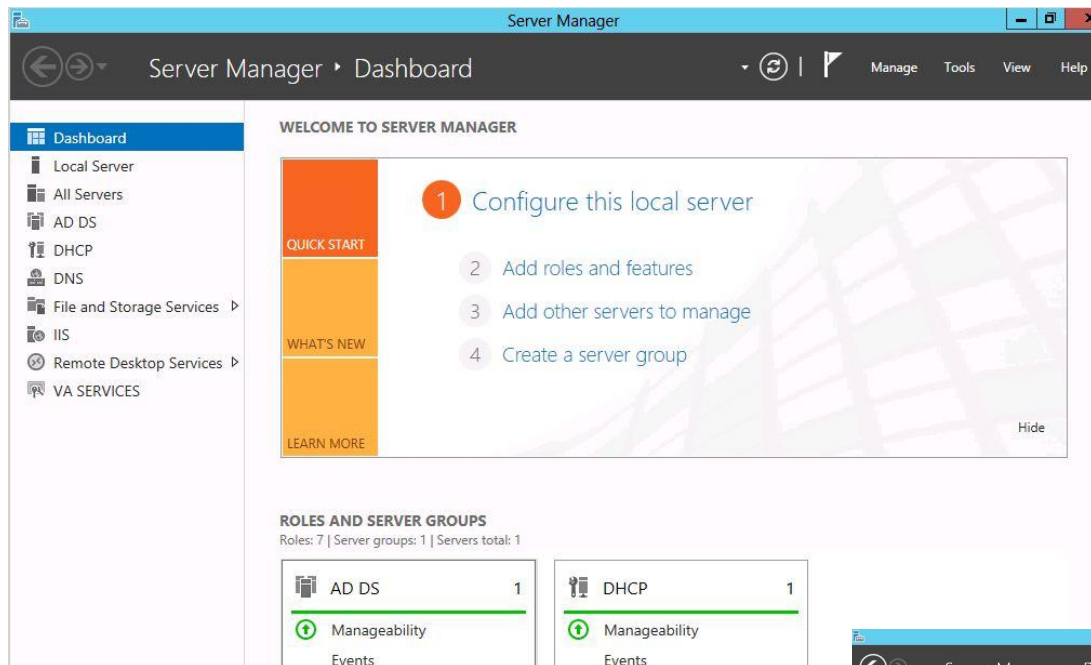 Server Manager
Server Manager • Dashboard
Manage Tools View Help
Dashboard
Local Server
All Servers
AD DS
DHCP
DNS
File and Storage Services
IIS
Remote Desktop Services
VA SERVICES
WELCOME TO SERVER MANAGER
QUICK START
WHAT'S NEW
LEARN MORE
1 Configure this local server
2 Add roles and features
3 Add other servers to manage
4 Create a server group
Hide
ROLES AND SERVER GROUPS
Roles: 7 | Server groups: 1 | Servers total: 1
AD DS 1
Manageability
Events
DHCP 1
Manageability
Events